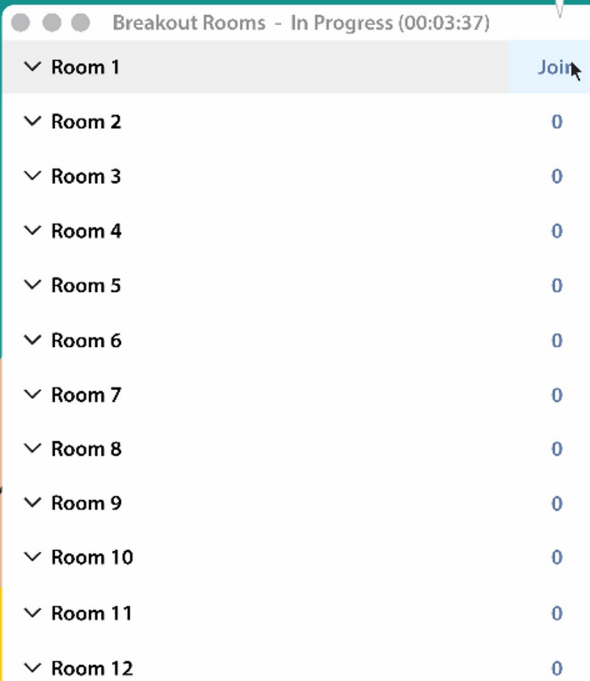 Breakout Rooms - In Progress (00:03:37)
Room 1 Join
Room 2 0
Room 3 0
Room 4 0
Room 5 0
Room 6 0
Room 7 0
Room 8 0
Room 9 0
Room 10 0
Room 11 0
Room 12 0